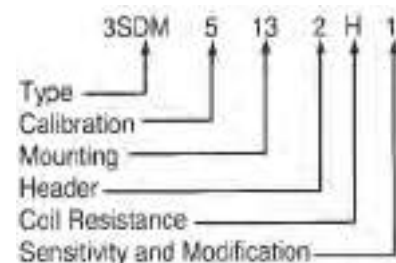 3SDM 5 13 2 H 1
Type
Calibration
Mounting
Header
Coil Resistance
Sensitivity and Modification